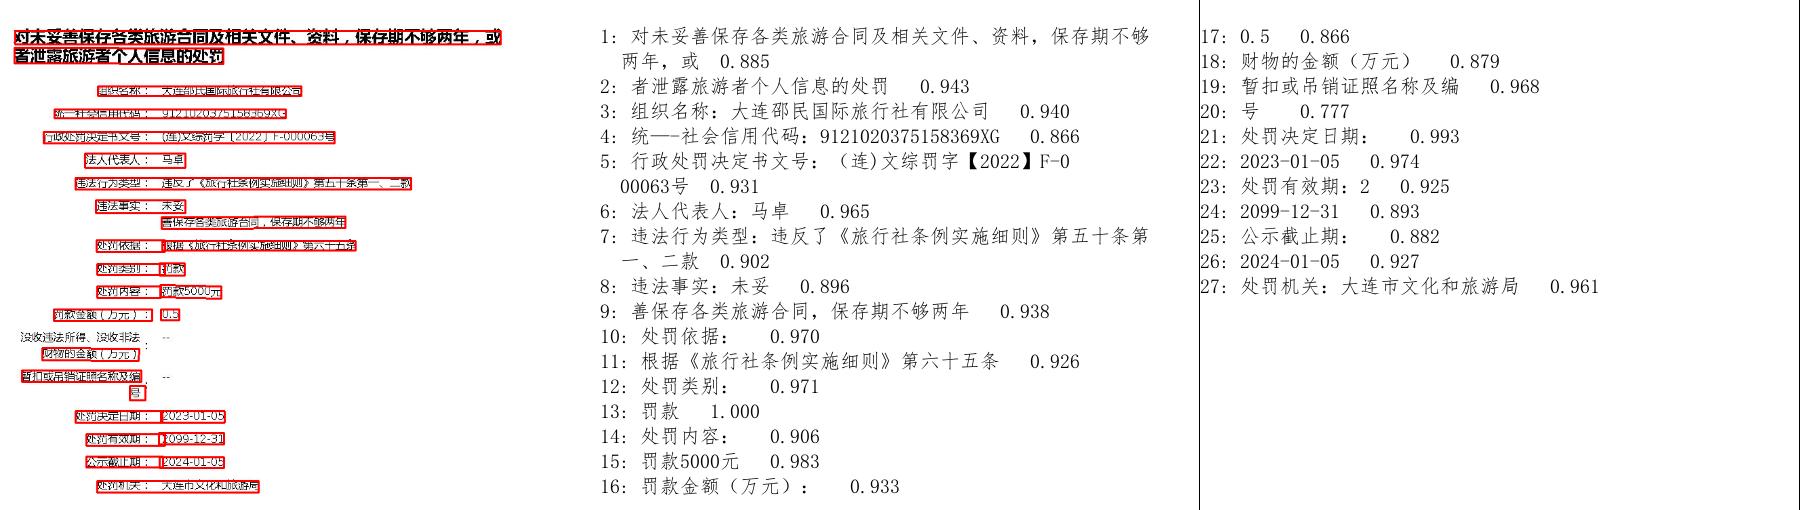 对未妥善保存各类旅游合同及相关文件、资料，保存期不够两年，或
者泄露旅游者个人信息的处罚
组织名称： 大连邵民国际旅行社有限公司
统一社会信用代码： 9121020375158369XG
行政处罚决定书文号： (连)文综罚字【2022】F-000063号
法人代表人： 马卓
违法行为类型： 违反了《旅行社条例实施细则》第五十条第一、二款
违法事实： 未妥
善保存各类旅游合同，保存期不够两年
处罚依据： 根据《旅行社条例实施细则》第六十五条
处罚类别： 罚款
处罚内容： 罚款5000元
罚款金额（万元）： 0.5
没收违法所得、没收非法
财物的金额（万元） ： --
暂扣或吊销证照名称及编
号 ： --
处罚决定日期： 2023-01-05
处罚有效期： 2099-12-31
公示截止期： 2024-01-05
处罚机关： 大连市文化和旅游局
1: 对未妥善保存各类旅游合同及相关文件、资料，保存期不够
两年，或 0.885
2: 者泄露旅游者个人信息的处罚 0.943
3: 组织名称：大连邵民国际旅行社有限公司 0.940
4: 统一—社会信用代码：9121020375158369XG 0.866
5: 行政处罚决定书文号：（连)文综罚字【2022】F-0
00063号 0.931
6: 法人代表人：马卓 0.965
7: 违法行为类型：违反了《旅行社条例实施细则》第五十条第
一、二款 0.902
8: 违法事实：未妥 0.896
9: 善保存各类旅游合同，保存期不够两年 0.938
10: 处罚依据： 0.970
11: 根据《旅行社条例实施细则》第六十五条 0.926
12: 处罚类别： 0.971
13: 罚款 1.000
14: 处罚内容： 0.906
15: 罚款5000元 0.983
16: 罚款金额（万元）： 0.933
17: 0.5 0.866
18: 财物的金额（万元） 0.879
19: 暂扣或吊销证照名称及编 0.968
20: 号 0.777
21: 处罚决定日期： 0.993
22: 2023-01-05 0.974
23: 处罚有效期：2 0.925
24: 2099-12-31 0.893
25: 公示截止期： 0.882
26: 2024-01-05 0.927
27: 处罚机关：大连市文化和旅游局 0.961